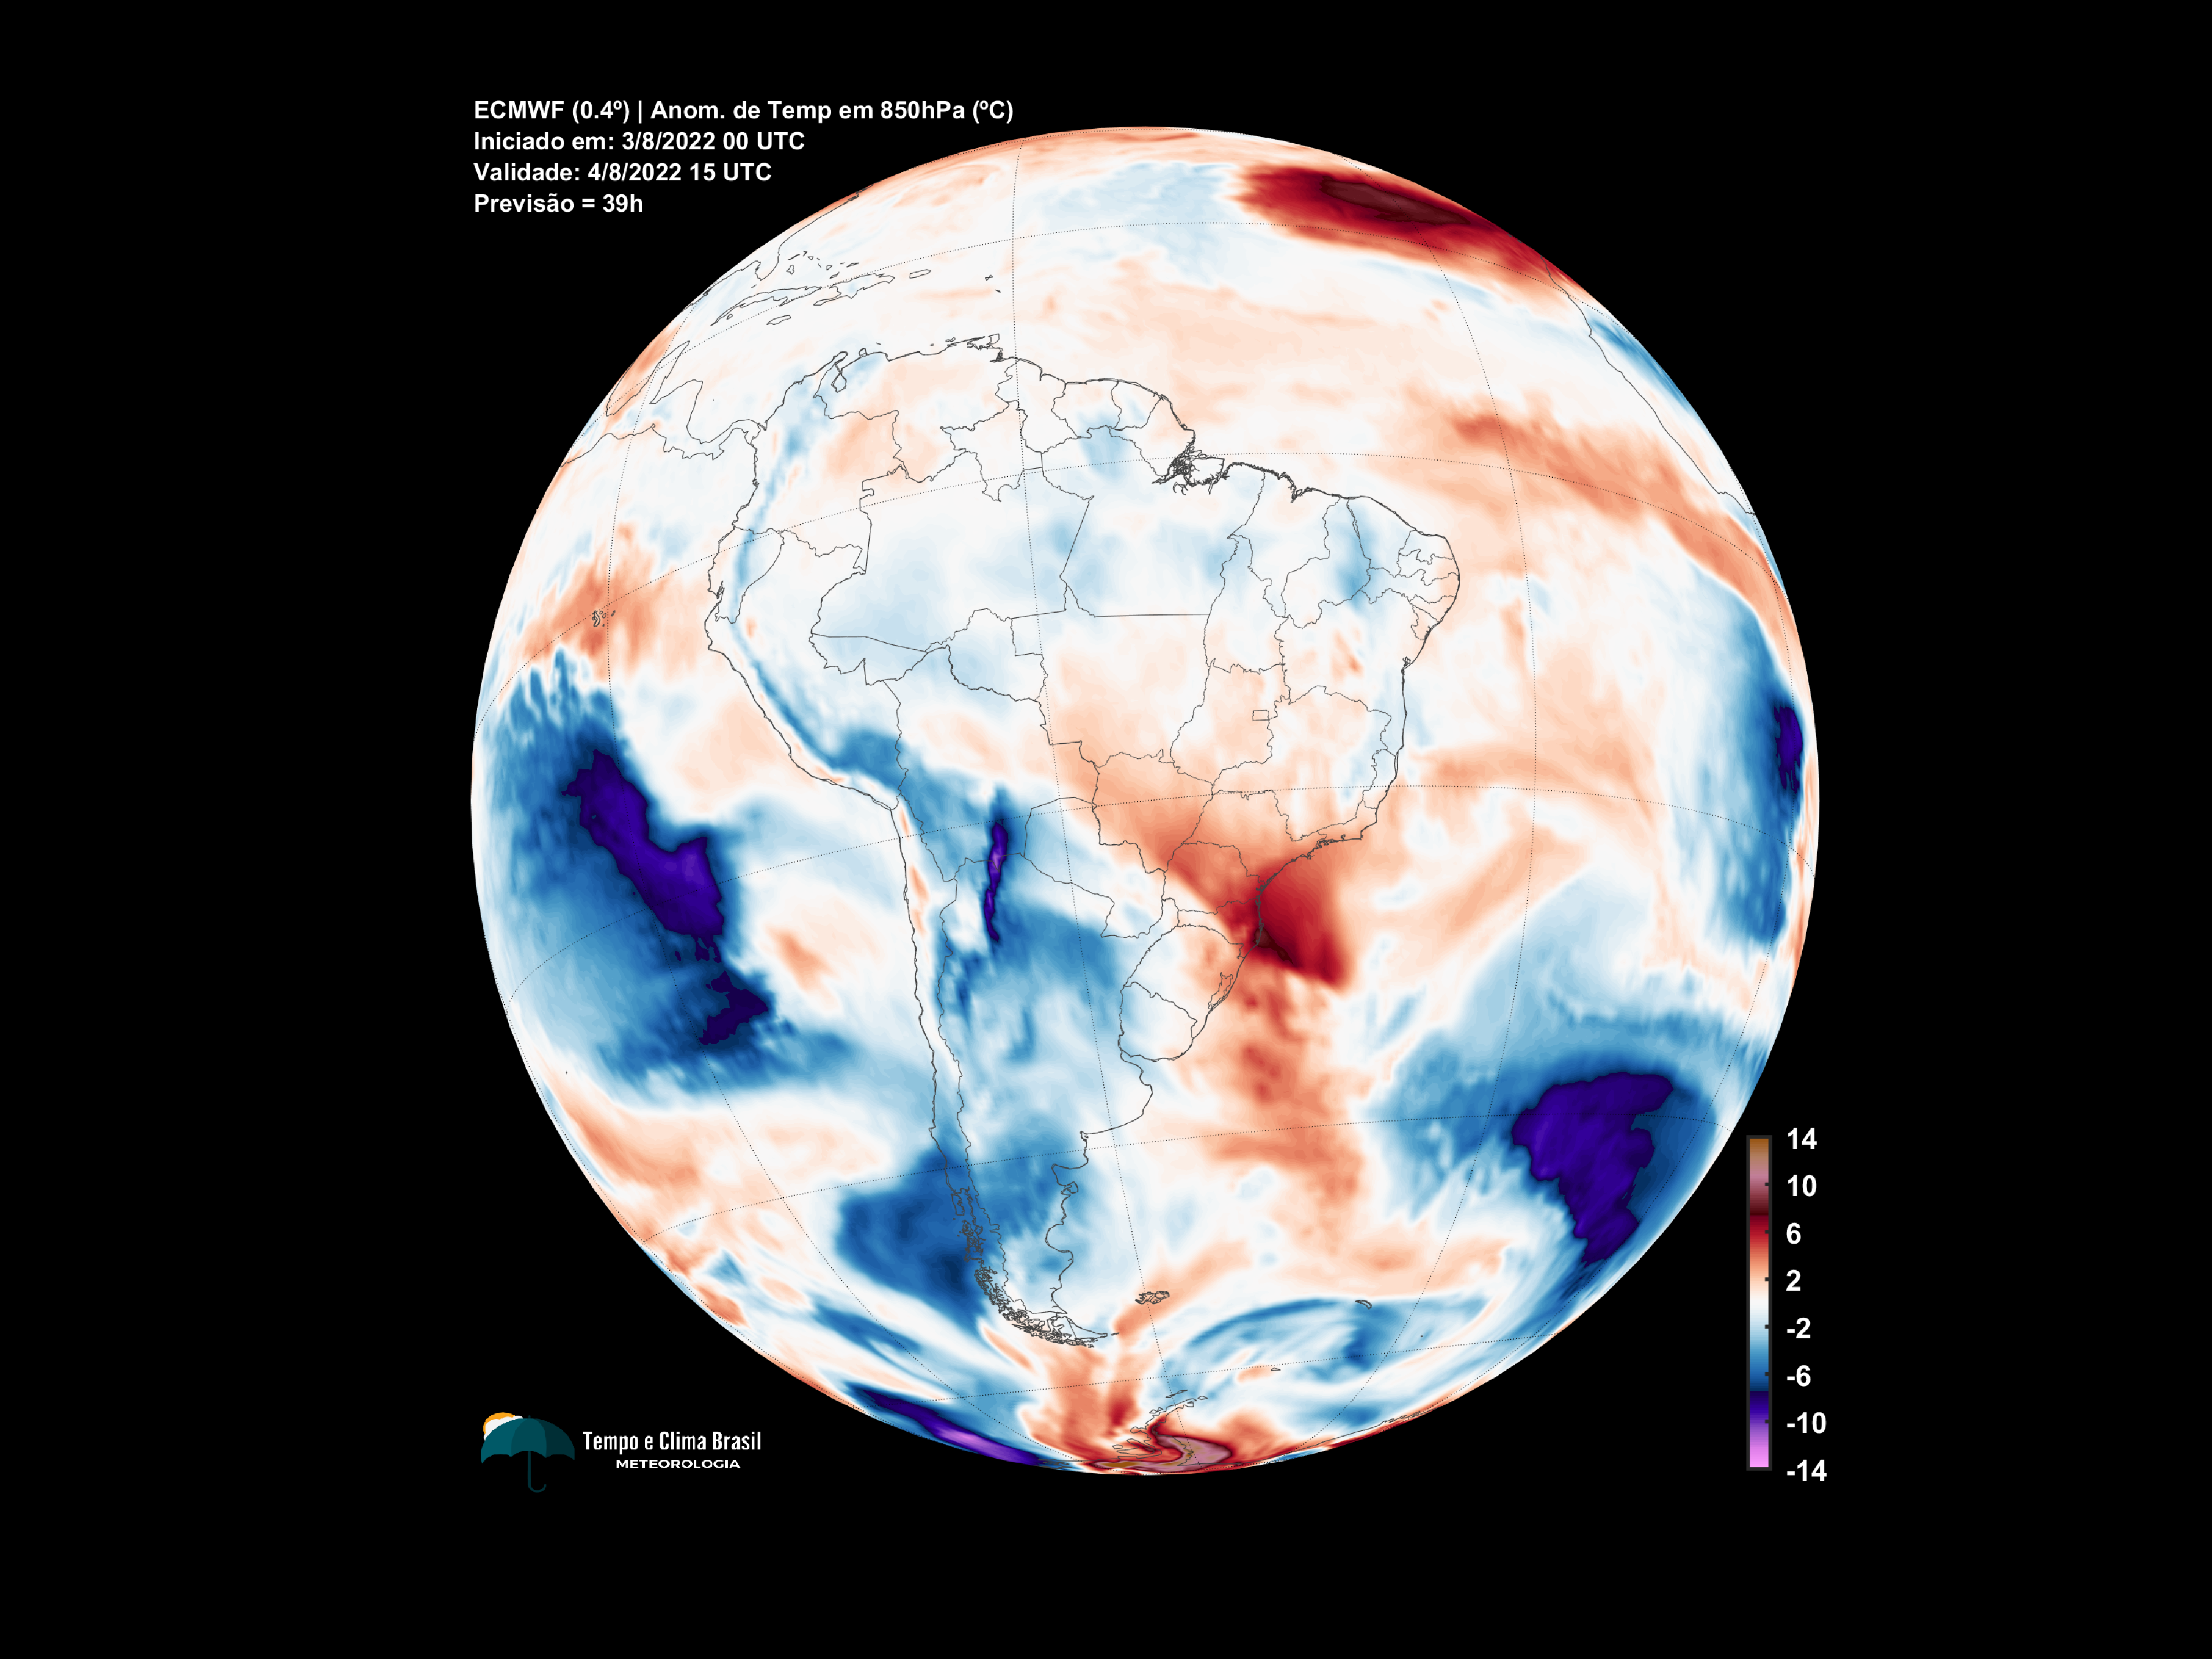 ECMWF (0.4º) | Anom. de Temp em 850hPa (ºC)
Iniciado em: 3/8/2022 00 UTC
Validade: 4/8/2022 15 UTC
Previsão = 39h
14
10
6
2
-2
-6
-10
-14
Tempo e Clima Brasil
METEOROLOGIA